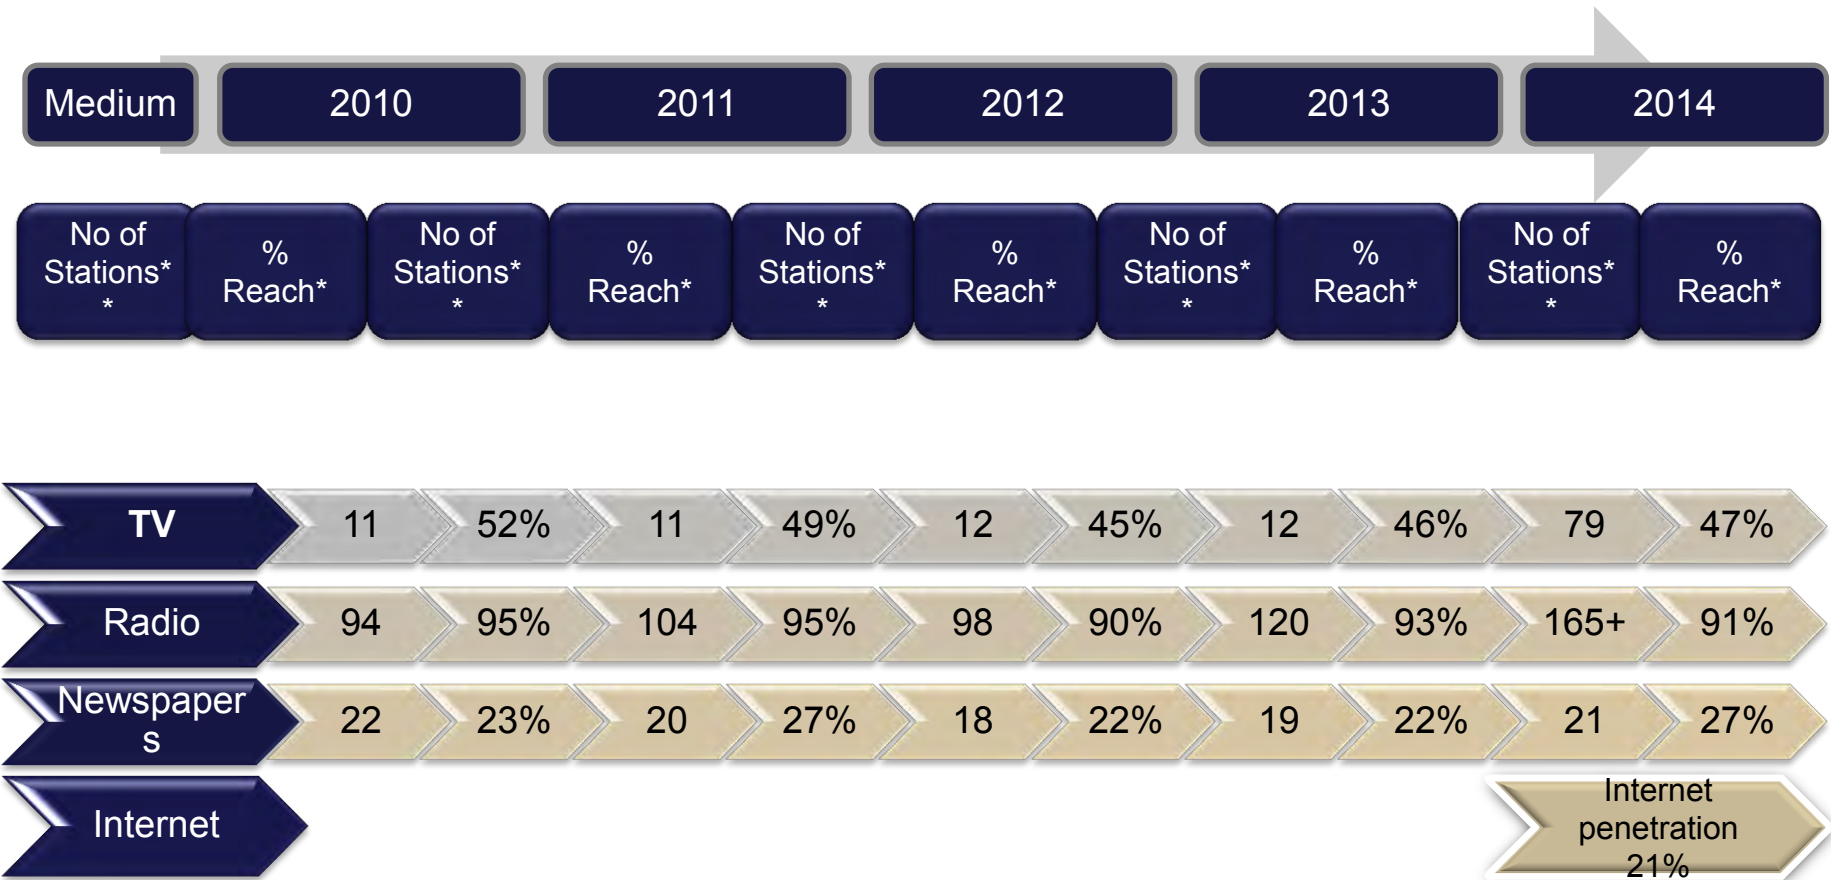 Medium 2010 2011 2012 2013 2014
No of
Stations*
*
%
Reach*
No of
Stations*
*
%
Reach*
No of
Stations*
*
%
Reach*
No of
Stations*
*
%
Reach*
No of
Stations*
*
%
Reach*
TV 11 52% 11 49% 12 45% 12 46% 79 47%
Radio 94 95% 104 95% 98 90% 120 93% 165+ 91%
Newspaper
s
22 23% 20 27% 18 22% 19 22% 21 27%
Internet
Internet
penetration
21%